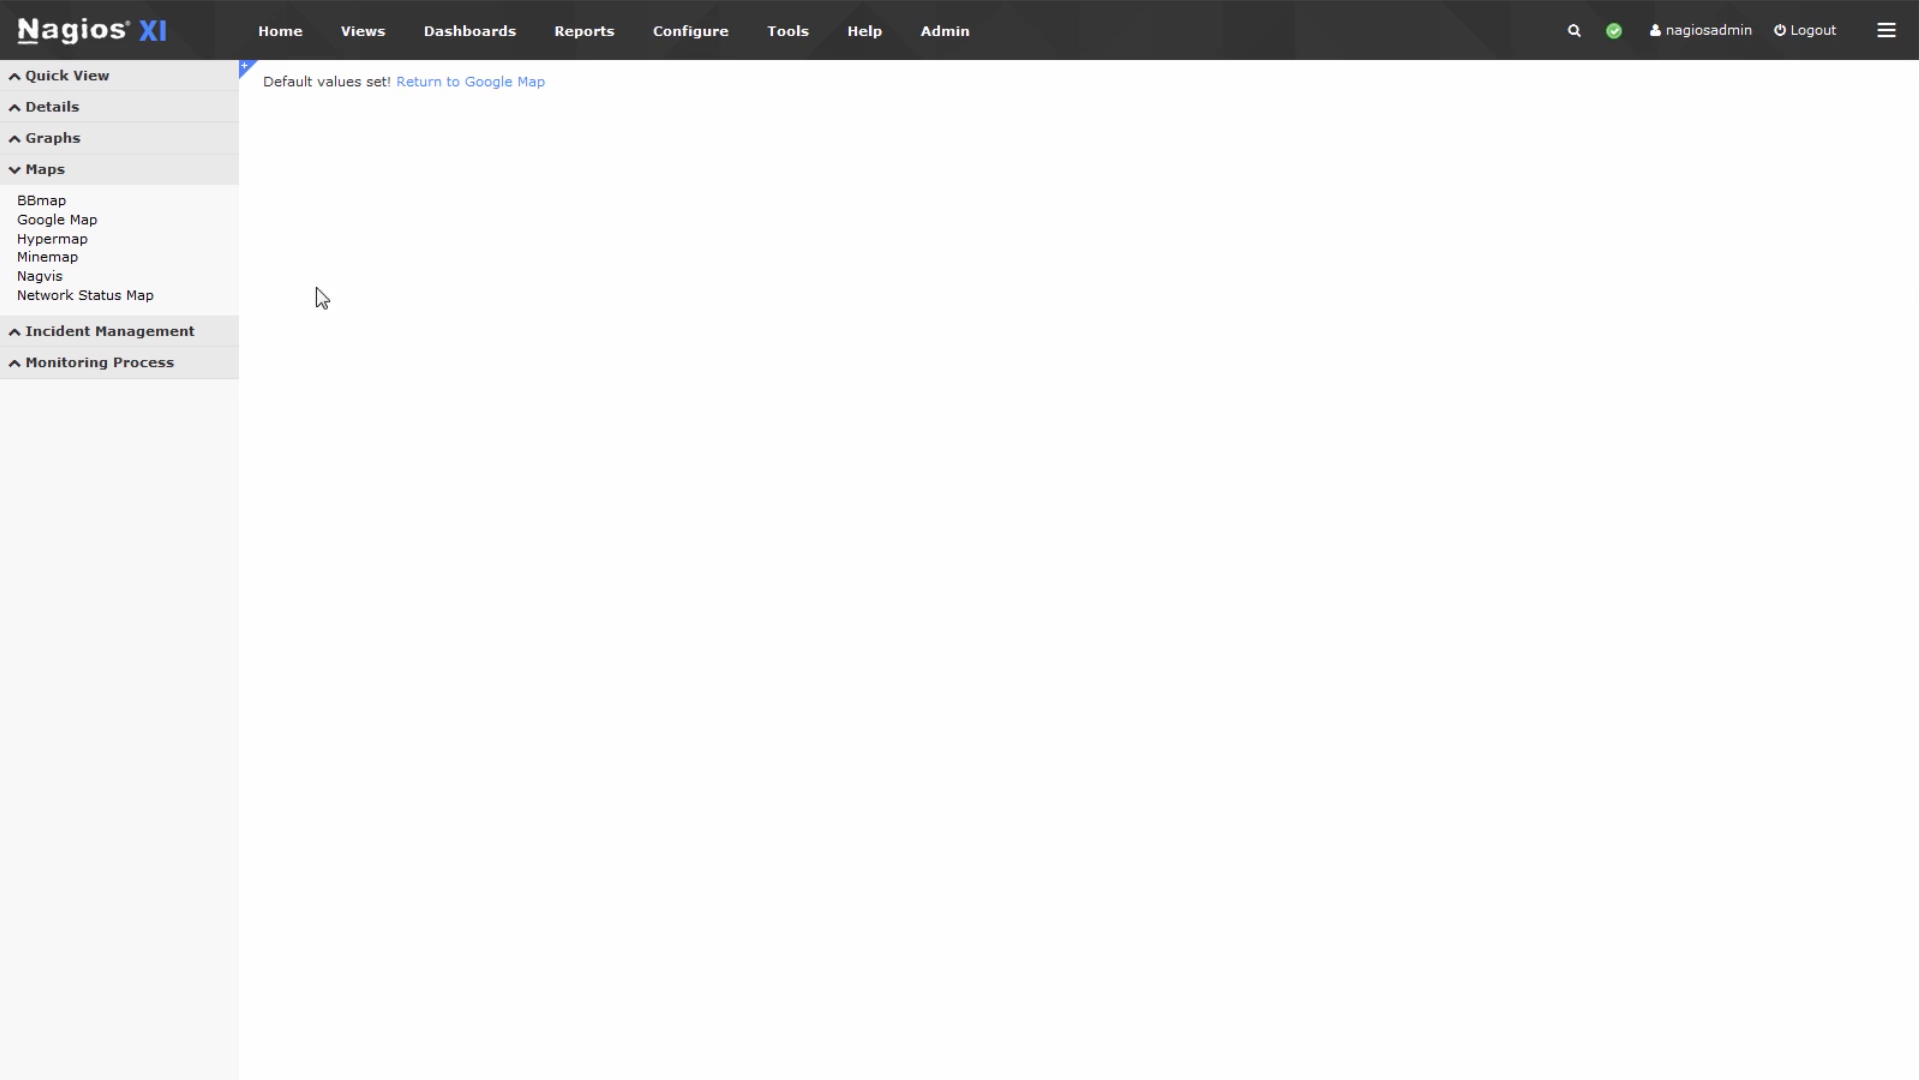 Nagios® XI
Home Views Dashboards Reports Configure Tools Help Admin
nagiosadmin Logout
Quick View
Details
Graphs
Maps
BBmap
Google Map
Hypermap
Minemap
Nagvis
Network Status Map
Incident Management
Monitoring Process
Default values set! Return to Google Map